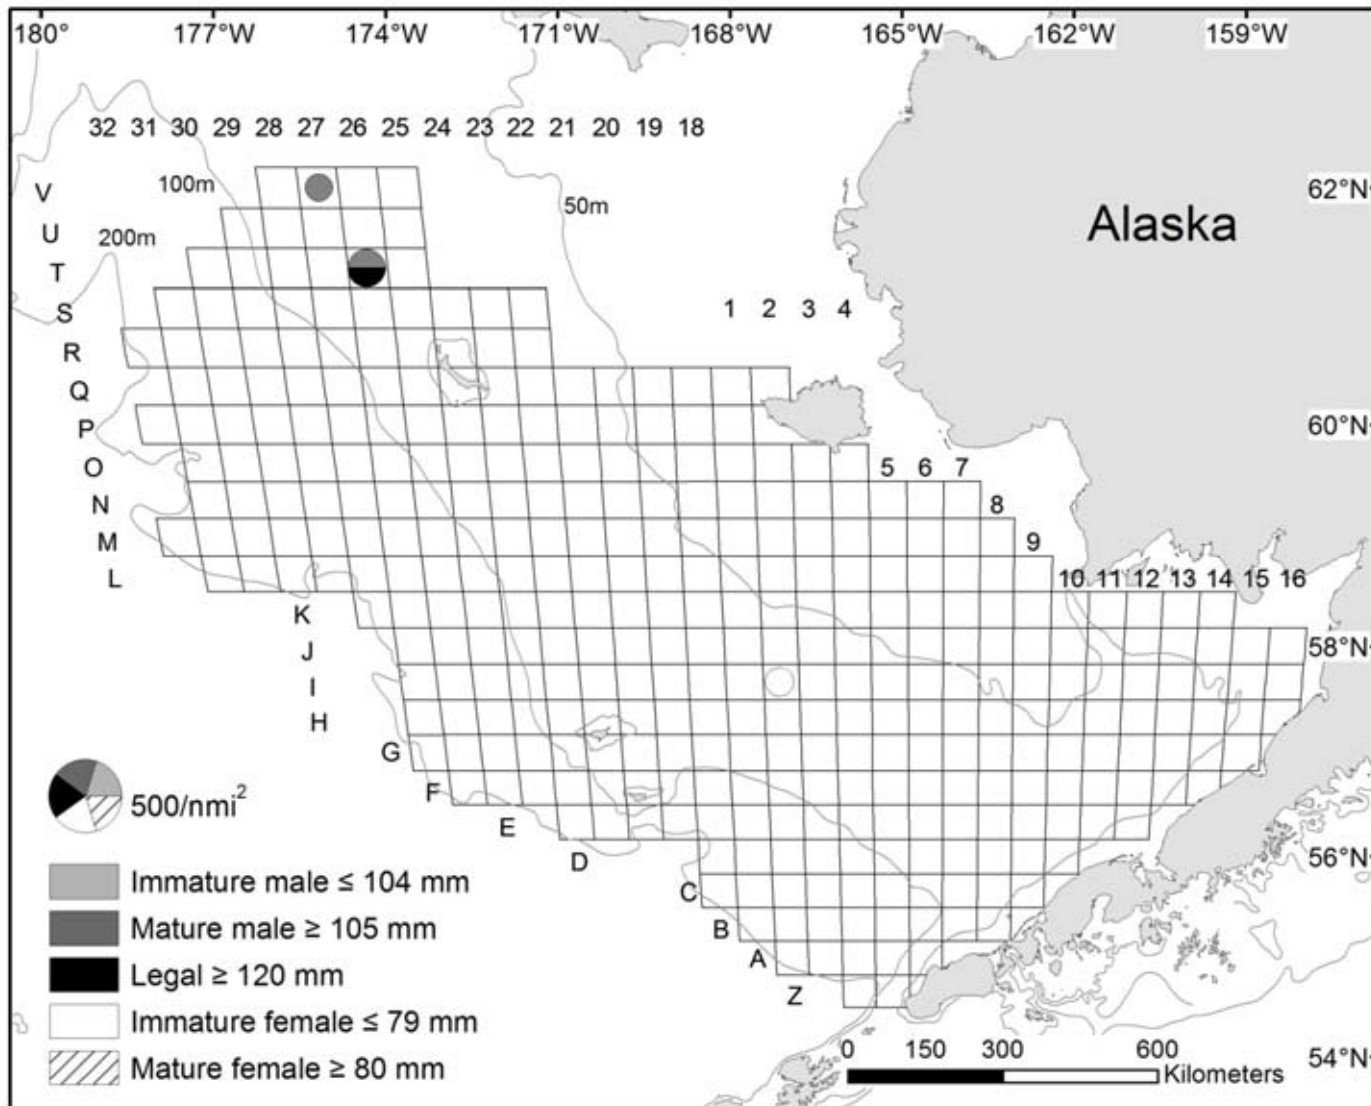 180° 177°W 174°W 171°W 168°W 165°W 162°W 159°W
32 31 30 29 28 27 26 25 24 23 22 21 20 19 18
100m
V
62°N
50m
Alaska
U
200m
T
S
1 2 3 4
R
Q
P
60°N
O
5 6 7
N
8
M
9
L
10 11 12 13 14 15 16
K
J
58°N
I
H
G
F
500/nmi²
E
D
56°N
Immature male ≤ 104 mm
C
Mature male ≥ 105 mm
B
A
Legal ≥ 120 mm
Z
Immature female ≤ 79 mm
0 150 300 600
54°N
Mature female ≥ 80 mm
Kilometers